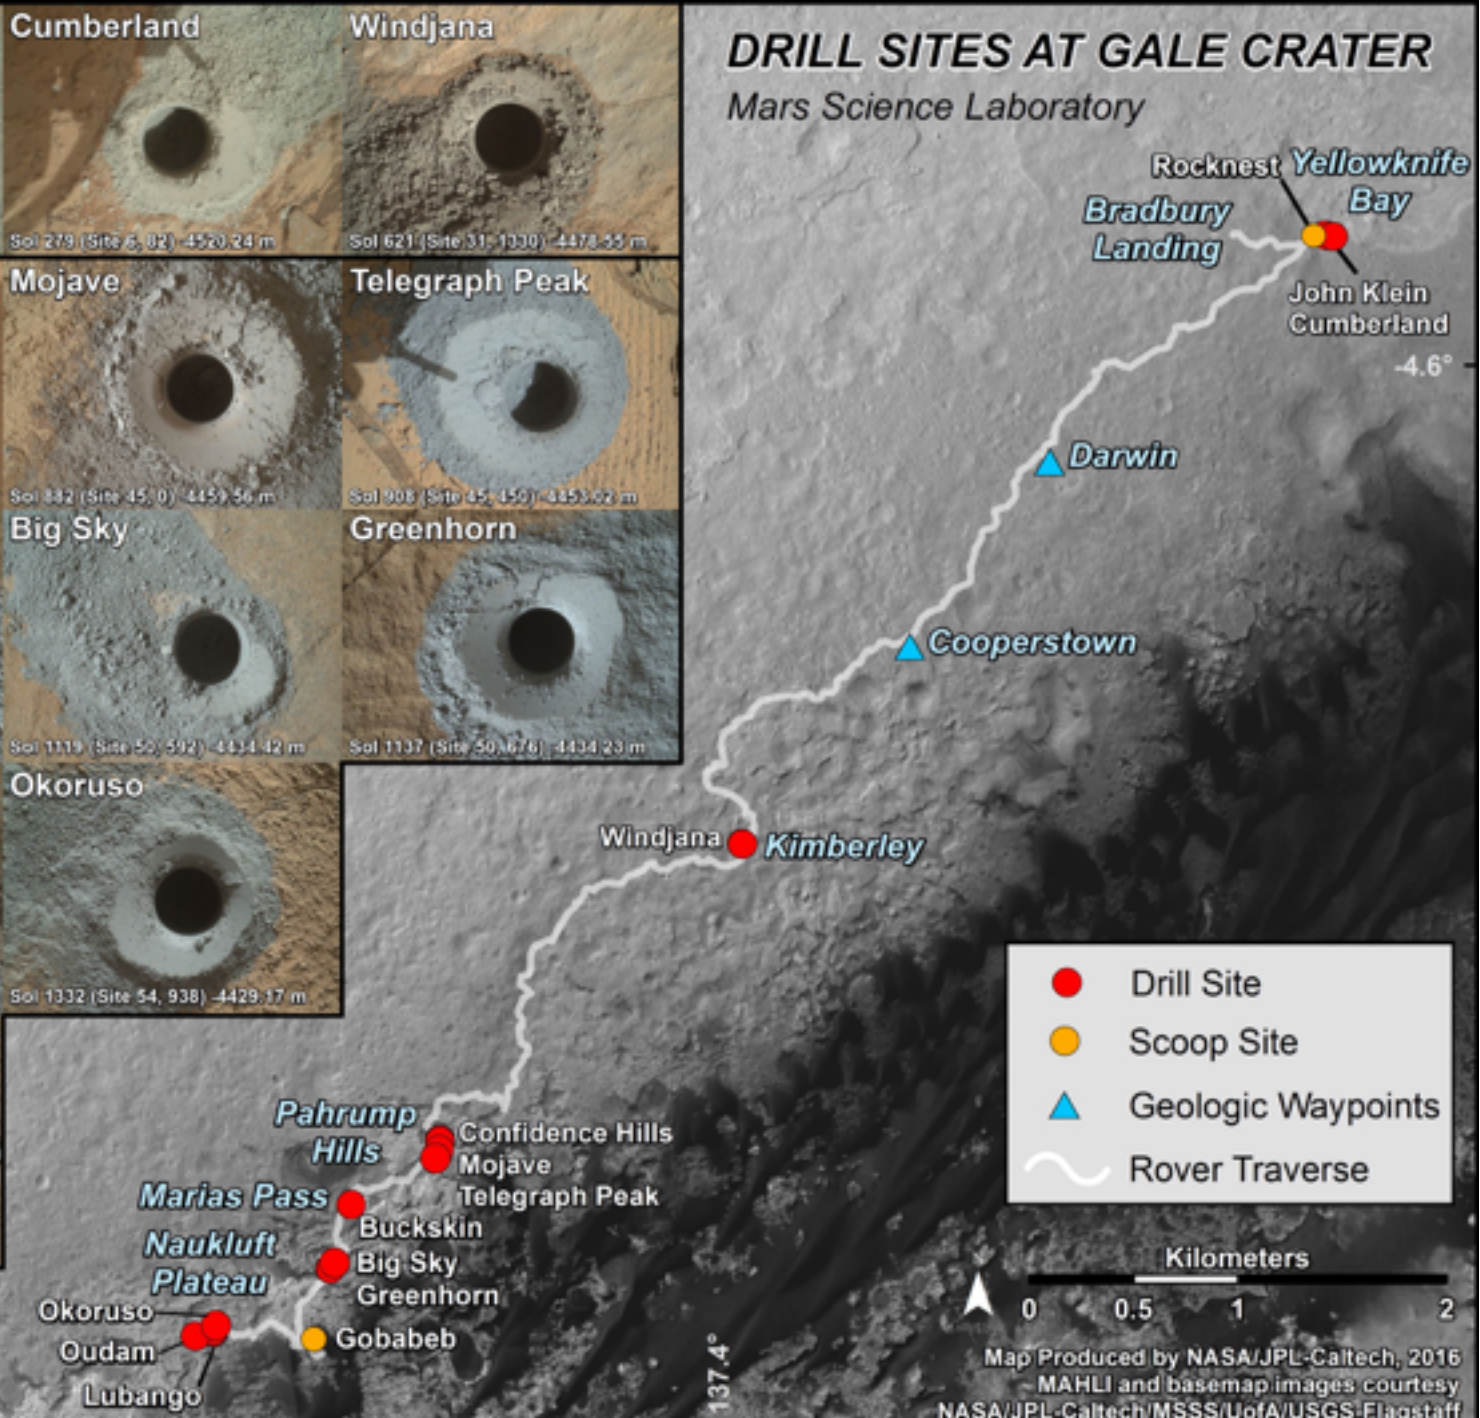 Cumberland
Sol 279 (Site 6, 82) -4520.24 m
Windjana
Sol 621 (Site 31, 1330) -4478.55 m
Mojave
Sol 882 (Site 45, 0) -4459.56 m
Telegraph Peak
Sol 908 (Site 45, 450) -4453.02 m
Big Sky
Sol 1119 (Site 50, 592) -4434.42 m
Greenhorn
Sol 1137 (Site 50, 676) -4434.23 m
Okoruso
Sol 1332 (Site 54, 938) -4429.17 m
DRILL SITES AT GALE CRATER
Mars Science Laboratory
Rocknest
Yellowknife
Bay
Bradbury
Landing
John Klein
Cumberland
-4.6°
Darwin
Cooperstown
Windjana
Kimberley
Pahrump
Hills
Confidence Hills
Mojave
Telegraph Peak
Marias Pass
Buckskin
Naukluft
Plateau
Big Sky
Greenhorn
Okoruso
Oudam
Lubango
Gobabeb
137.4°
Drill Site
Scoop Site
Geologic Waypoints
Rover Traverse
Kilometers
0 0.5 1 2
Map Produced by NASA/JPL-Caltech, 2016
MAHLI and basemap images courtesy
NASA/JPL-Caltech/MSSS/UofA/USGS-Flagstaff